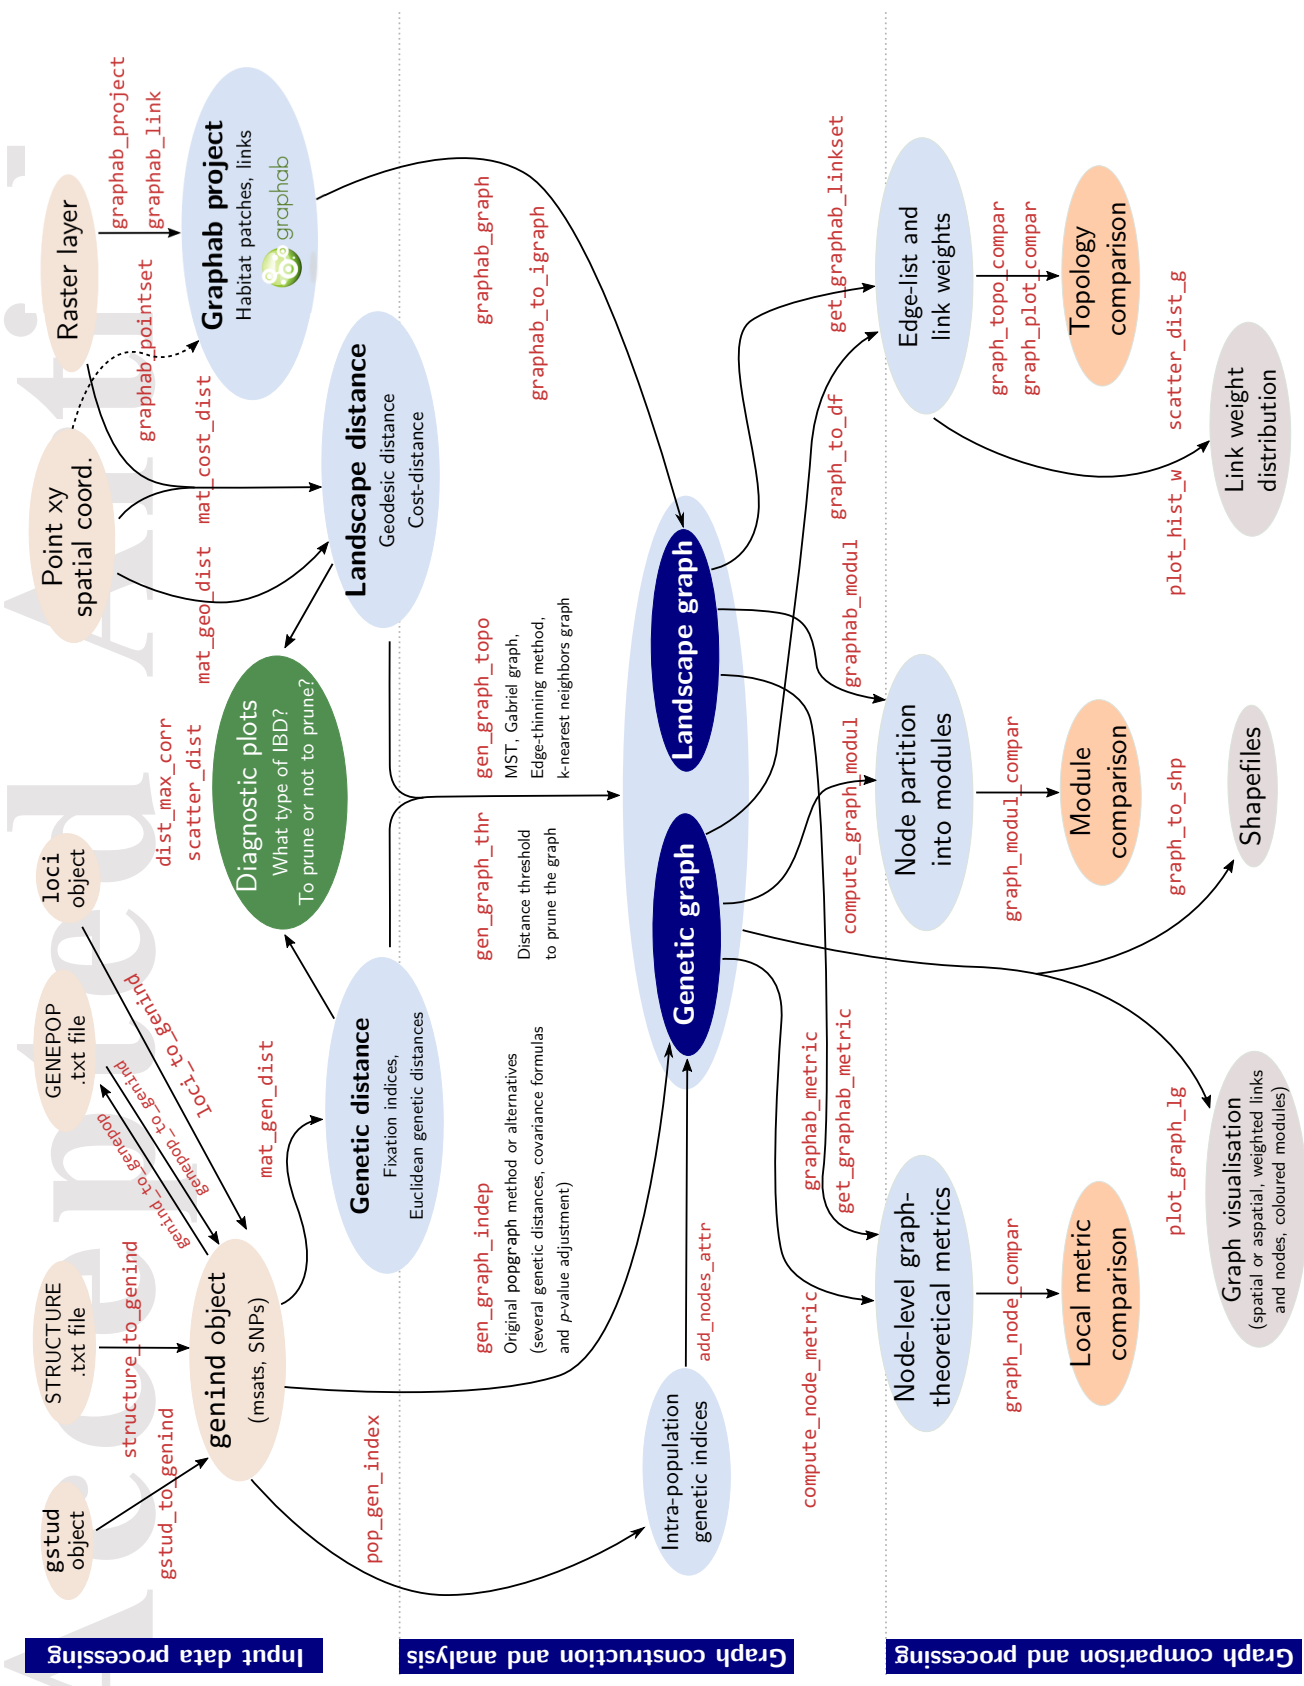 Accepted Arti
Input data processing
gstud
object
STRUCTURE
.txt file
GENEPOP
.txt file
loci
object
Point xy
spatial coord.
Raster layer
gstud_to_genind
structure_to_genind
genind_to_genepop
genepop_to_genind
loci_to_genind
dist_max_corr
scatter_dist
mat_geo_dist
mat_cost_dist
graphab_pointset
graphab_project
graphab_link
genind object
(msats, SNPs)
Diagnostic plots
What type of IBD?
To prune or not to prune?
Graphab project
Habitat patches, links
graphab
mat_gen_dist
Genetic distance
Fixation indices,
Euclidean genetic distances
Landscape distance
Geodesic distance
Cost-distance
pop_gen_index
Graph construction and analysis
gen_graph_indep
Original popgraph method or alternatives
(several genetic distances, covariance formulas
and p-value adjustment)
gen_graph_thr
Distance threshold
to prune the graph
gen_graph_topo
MST, Gabriel graph,
Edge-thinning method,
k-nearest neighbors graph
graphab_graph
graphab_to_igraph
Intra-population
genetic indices
add_nodes_attr
Genetic graph
Landscape graph
Graph comparison and processing
compute_node_metric
graphab_metric
get_graphab_metric
compute_graph_modul
graphab_modul
graph_to_df
get_graphab_linkset
Node-level graph-
theoretical metrics
Node partition
into modules
Edge-list and
link weights
graph_node_compar
graph_modul_compar
graph_topo_compar
graph_plot_compar
Local metric
comparison
Module
comparison
Topology
comparison
plot_graph_lg
graph_to_shp
plot_hist_w
scatter_dist_g
Graph visualisation
(spatial or aspatial, weighted links
and nodes, coloured modules)
Shapefiles
Link weight
distribution